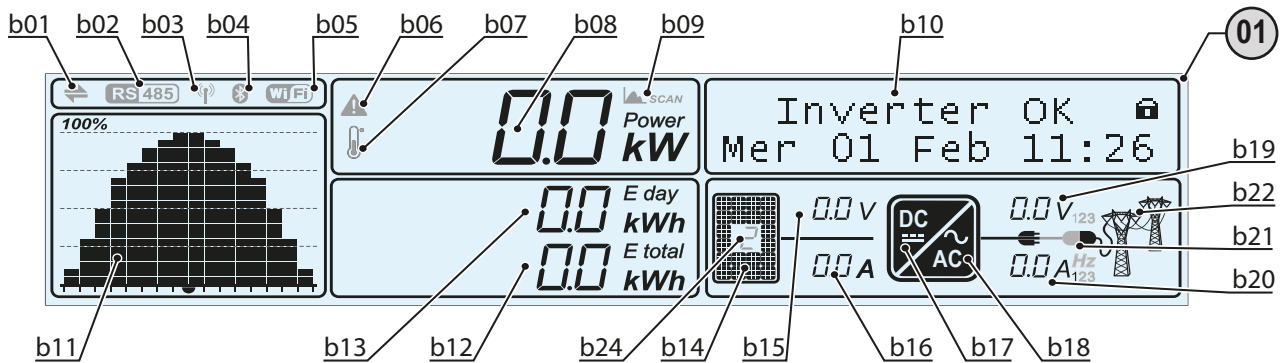 b01 b02 b03 b04 b05 b06 b07 b08 b09 b10 01
RS 485 WiFi
100%
SCAN
0.0 Power kW
Inverter OK
Mer 01 Feb 11:26
0.0 E day kWh
0.0 E total kWh
2
0.0 V
0.0 A
DC
AC
0.0 V 123
Hz
0.0 A 123
b19
b22
b21
b20
b11 b13 b12 b24 b14 b15 b16 b17 b18